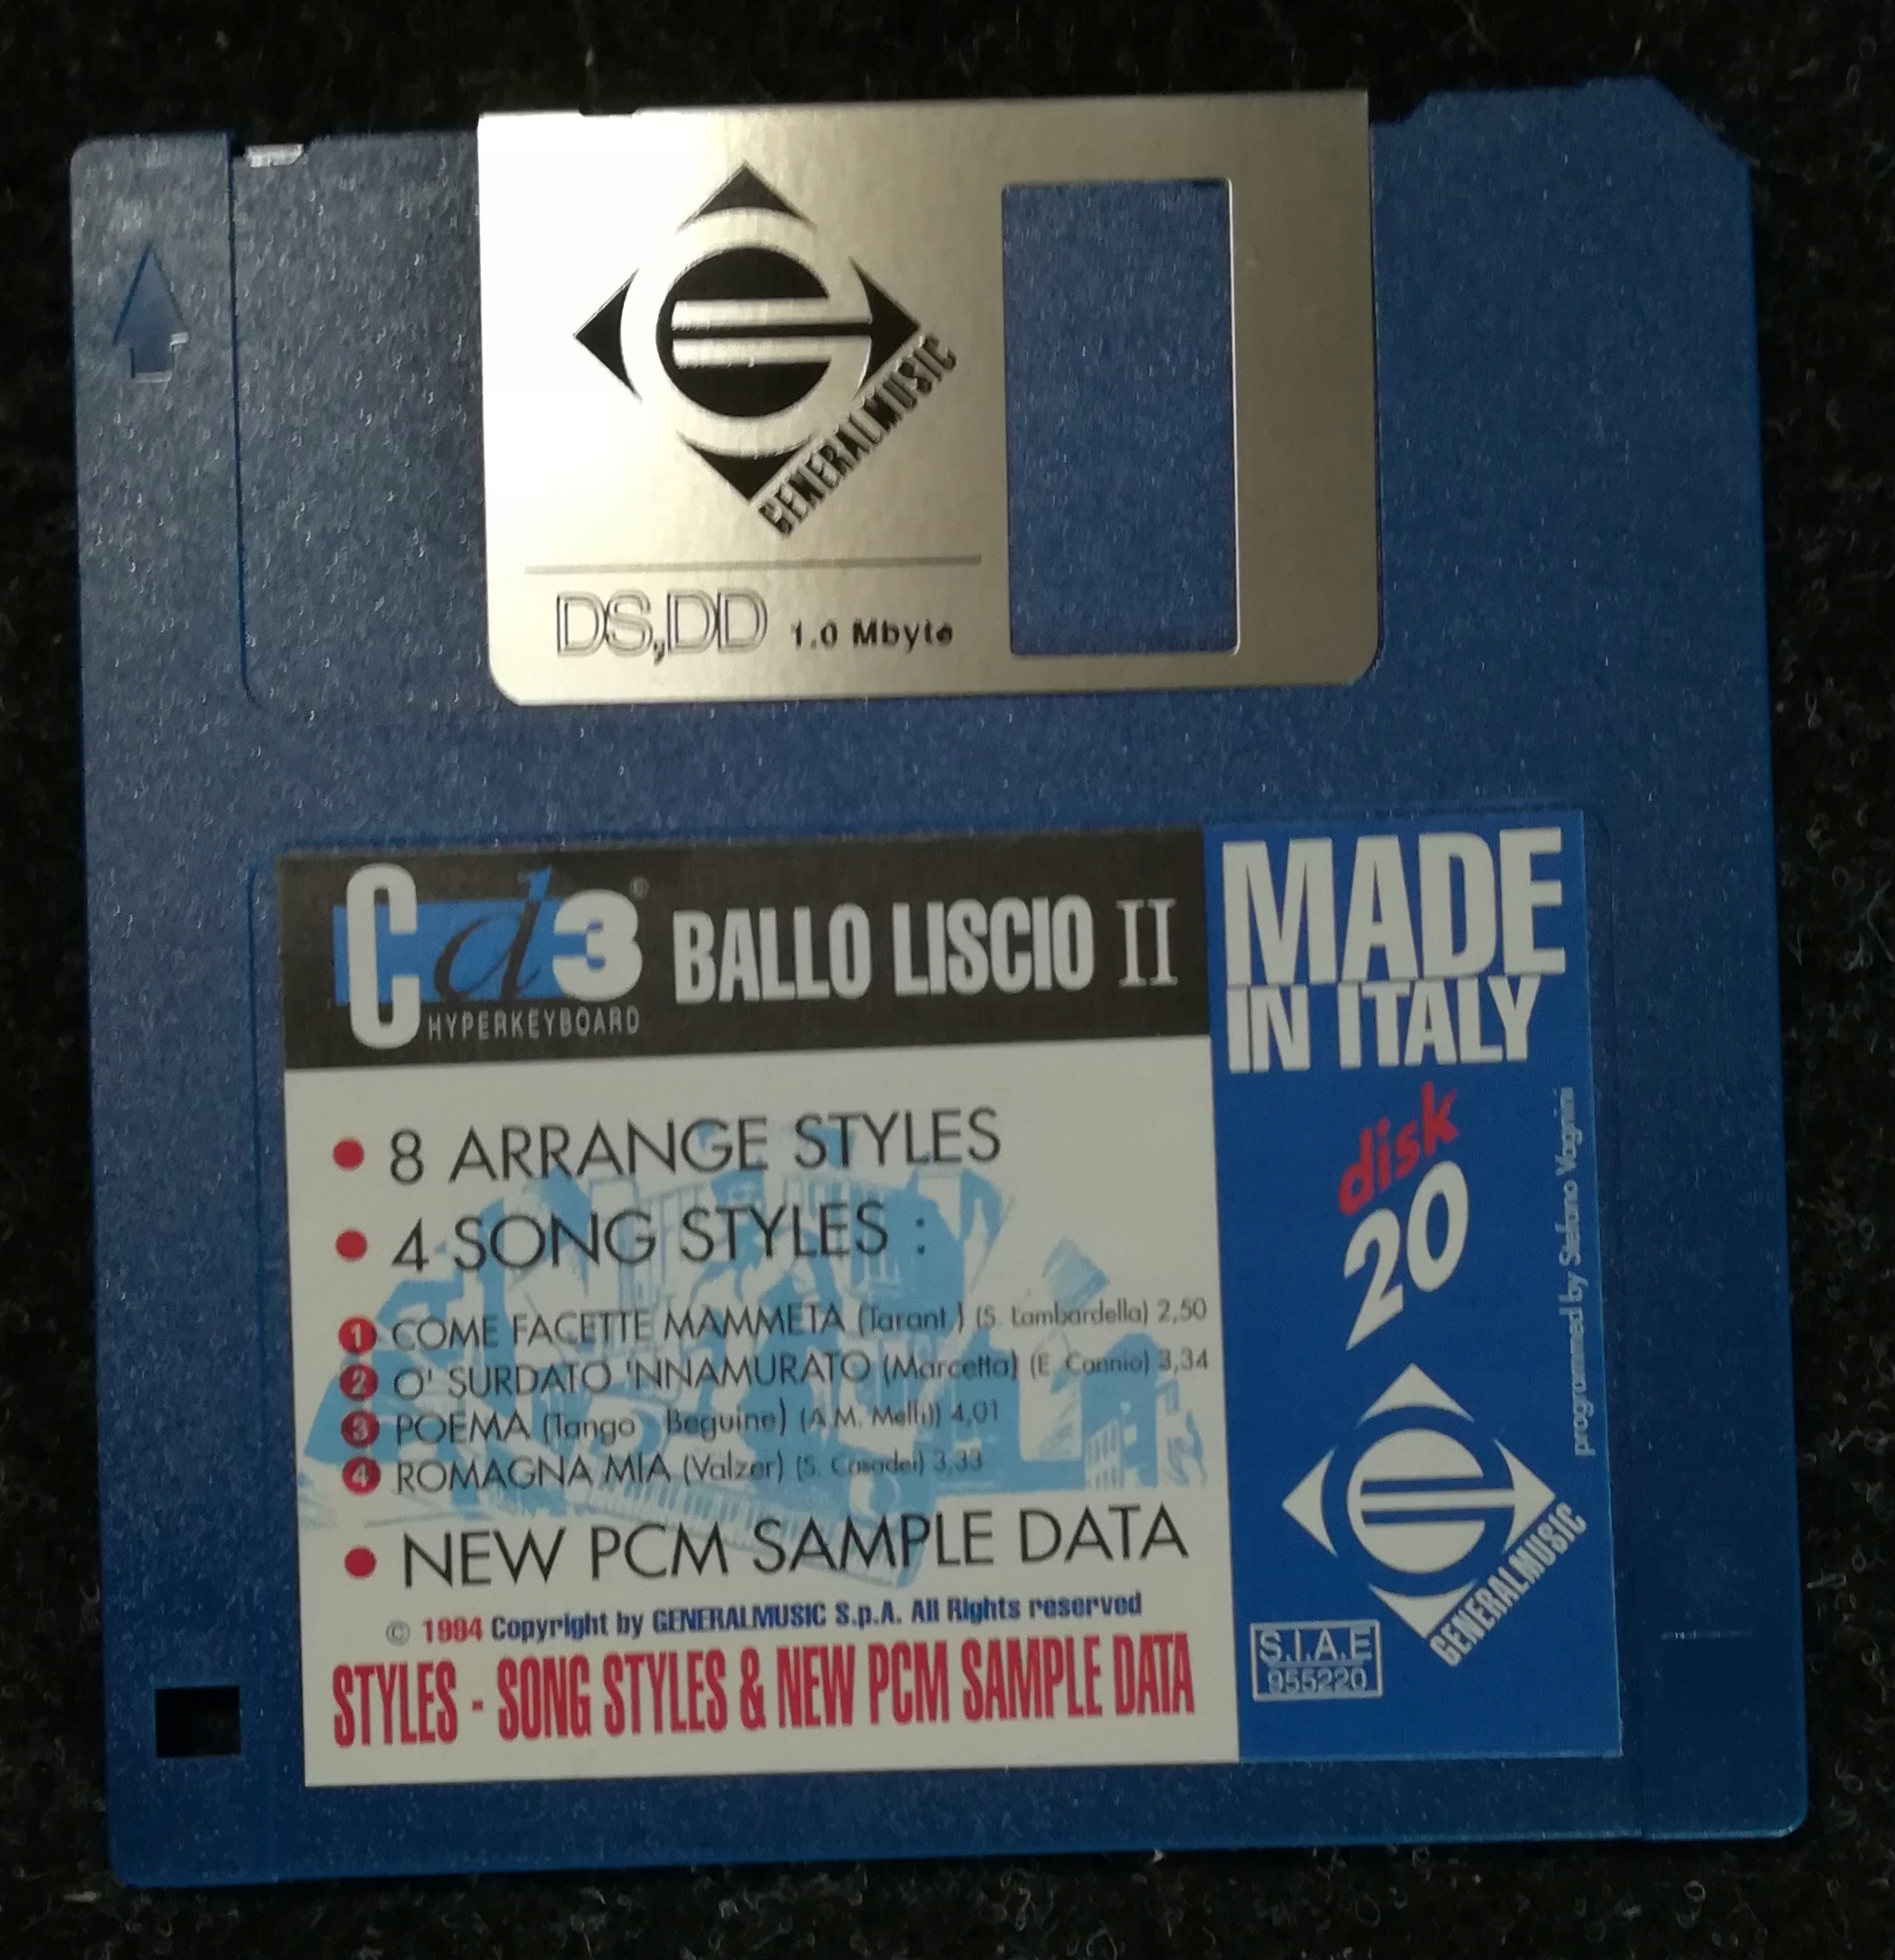 GENERALMUSIC
DS,DD 1.0 Mbyte
Cd3 ® HYPERKEYBOARD
BALLO LISCIO II
• 8 ARRANGE STYLES
• 4 SONG STYLES :
1 COME FACETTE MAMMETA (Tarant.) (S. Lambardella) 2,50
2 O' SURDATO 'NNAMURATO (Marcetta) (E. Cannio) 3,34
3 POEMA (Tango Beguine) (A.M. Melfi)) 4,01
4 ROMAGNA MIA (Valzer) (S. Casadei) 3,33
• NEW PCM SAMPLE DATA
© 1994 Copyright by GENERALMUSIC S.p.A. All Rights reserved
STYLES - SONG STYLES & NEW PCM SAMPLE DATA
MADE
IN ITALY
disk
20
programmed by Stefano Vagnini
GENERALMUSIC
S.I.A.E
955220